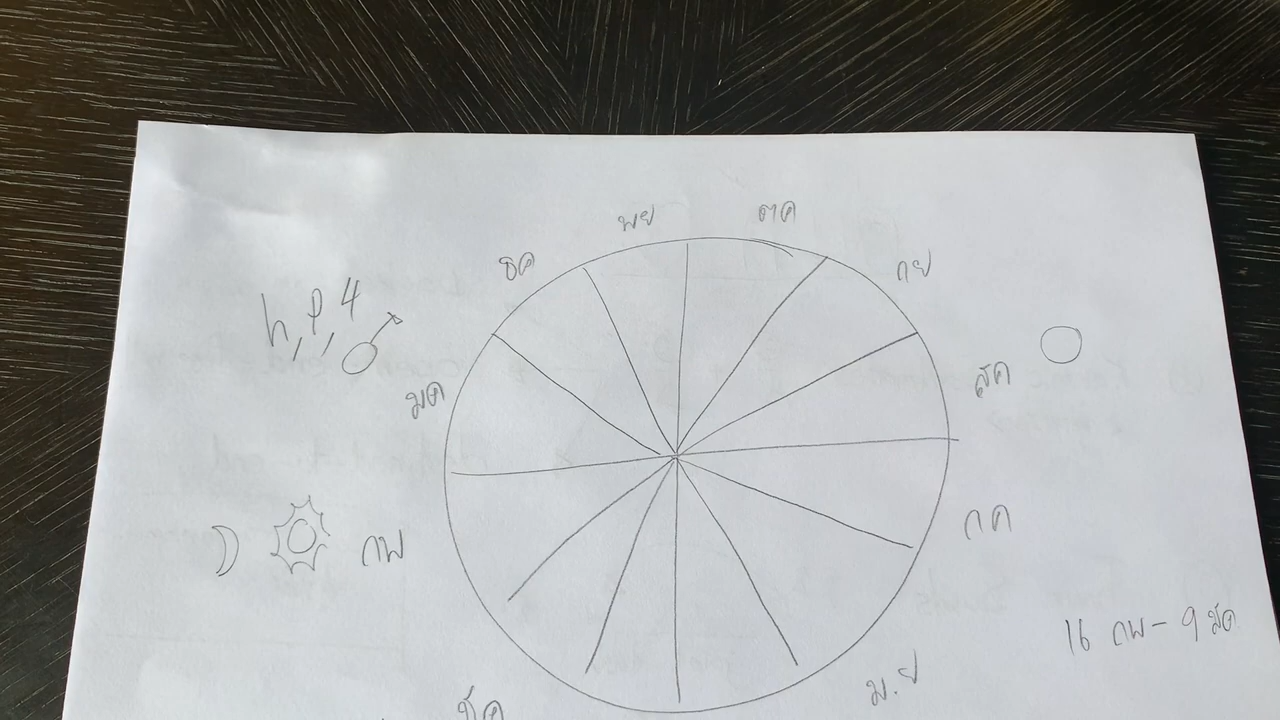 พย
ตค
ธค
กย
h, P, 4
มค
สค
กพ
กค
16 กพ - 9 สค
ม.ย